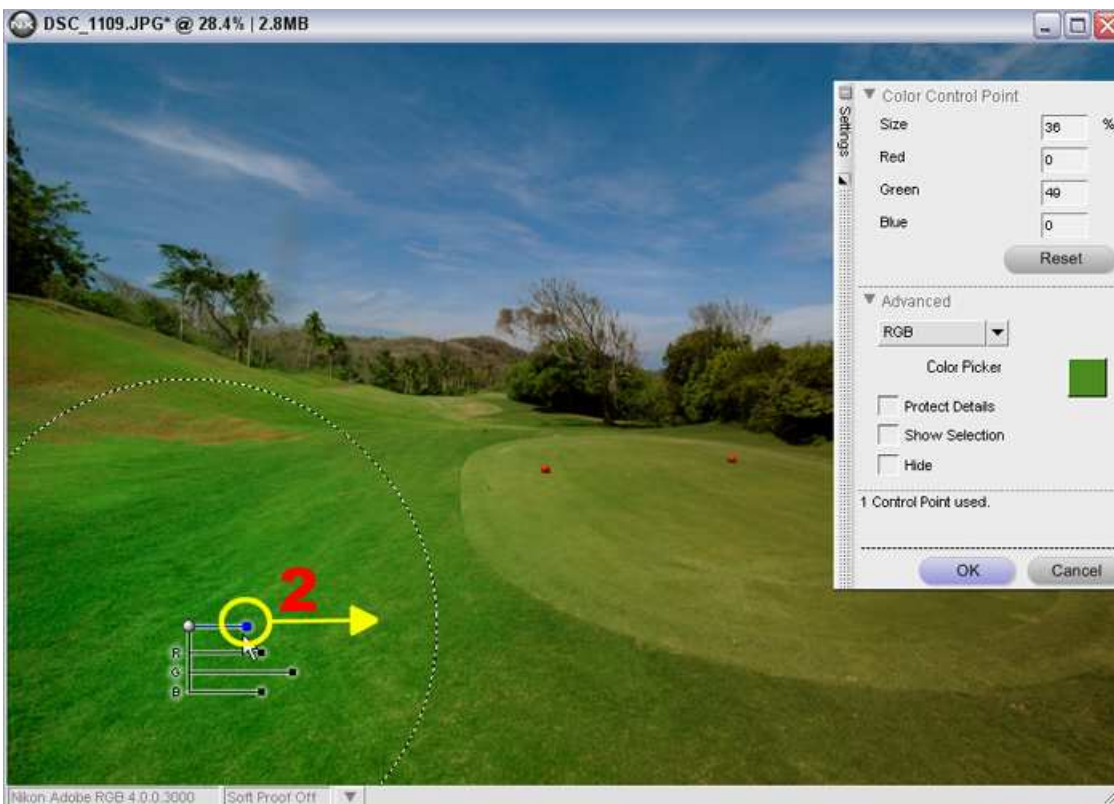 DSC_1109.JPG* @ 28.4% | 2.8MB
Settings
Color Control Point
Size 36 %
Red 0
Green 49
Blue 0
Reset
Advanced
RGB
Color Picker
Protect Details
Show Selection
Hide
1 Control Point used.
OK Cancel
2
R
G
B
Nikon Adobe RGB 4.0.0.3000 Soft Proof Off